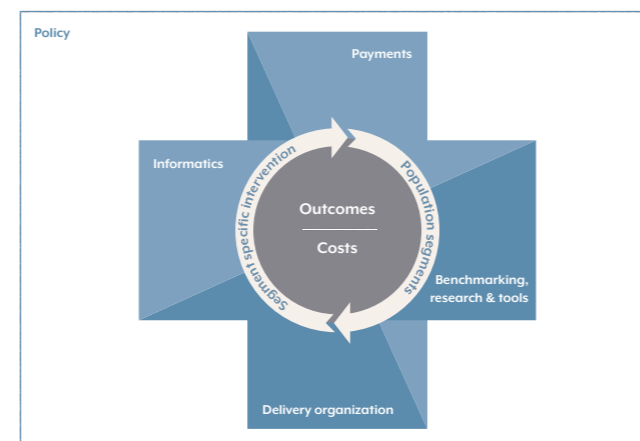 Policy
Payments
Informatics
Segment specific intervention
Population segments
Outcomes
Costs
Benchmarking,
research & tools
Delivery organization